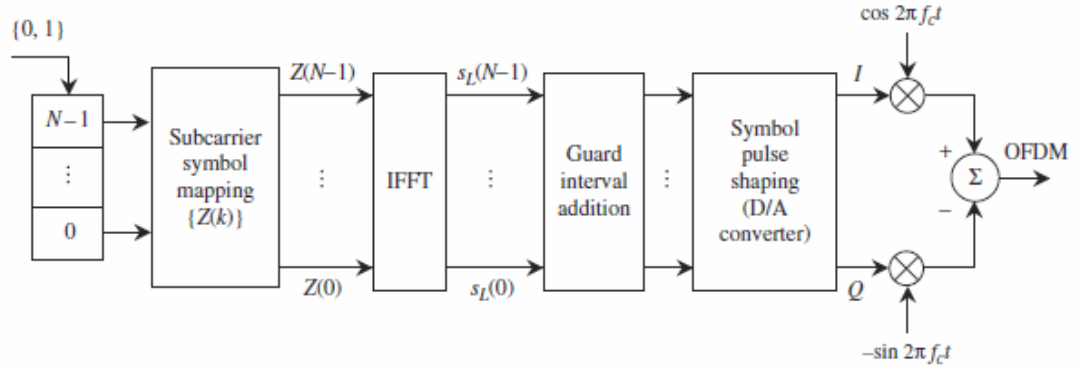 cos 2π f_c t
{0, 1}
Z(N–1)
s_L(N–1)
I
N–1
⋮
0
Subcarrier
symbol
mapping
{Z(k)}
⋮
IFFT
⋮
Guard
interval
addition
⋮
Symbol
pulse
shaping
(D/A
converter)
+
Σ
–
OFDM
Z(0)
s_L(0)
Q
–sin 2π f_c t